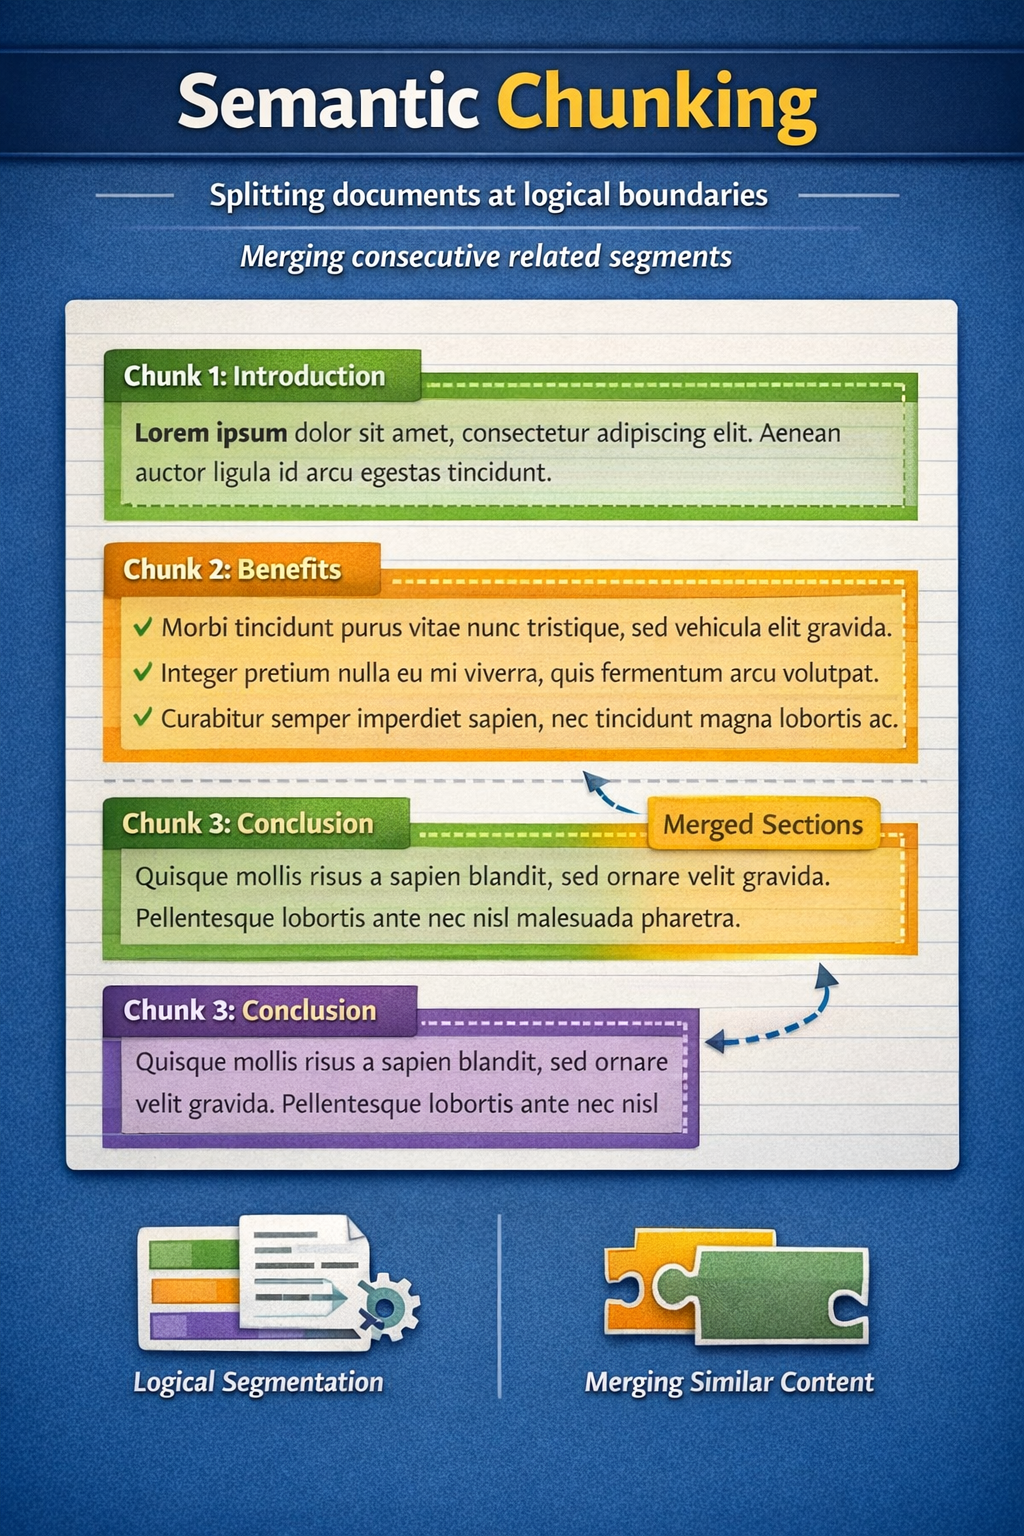 Semantic Chunking
Splitting documents at logical boundaries
Merging consecutive related segments
Chunk 1: Introduction
Lorem ipsum dolor sit amet, consectetur adipiscing elit. Aenean
auctor ligula id arcu egestas tincidunt.
Chunk 2: Benefits
Morbi tincidunt purus vitae nunc tristique, sed vehicula elit gravida.
Integer pretium nulla eu mi viverra, quis fermentum arcu volutpat.
Curabitur semper imperdiet sapien, nec tincidunt magna lobortis ac.
Chunk 3: Conclusion
Merged Sections
Quisque mollis risus a sapien blandit, sed ornare velit gravida.
Pellentesque lobortis ante nec nisl malesuada pharetra.
Chunk 3: Conclusion
Quisque mollis risus a sapien blandit, sed ornare
velit gravida. Pellentesque lobortis ante nec nisl
Logical Segmentation
Merging Similar Content